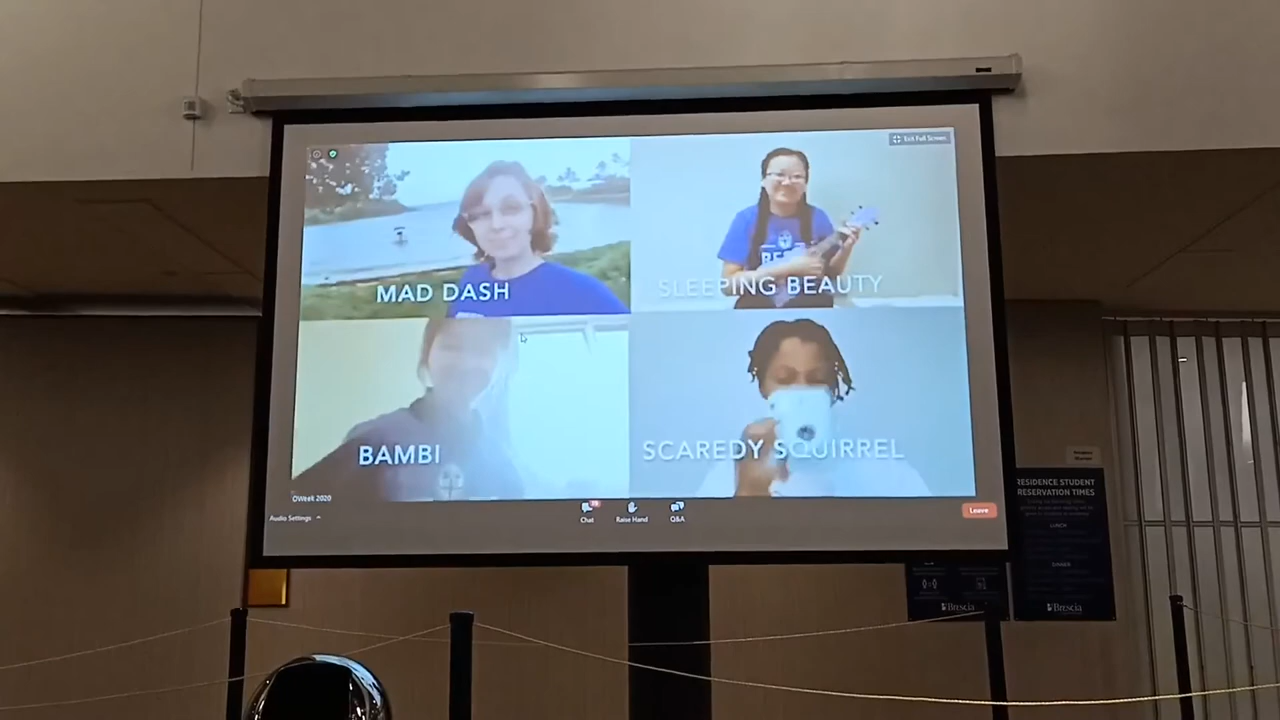 Exit Full Screen
MAD DASH
SLEEPING BEAUTY
BAMBI
SCAREDY SQUIRREL
OWeek 2020
Audio Settings
Chat
Raise Hand
Q&A
Leave
RESIDENCE STUDENT
RESERVATION TIMES
LUNCH
DINNER
Brescia
Brescia